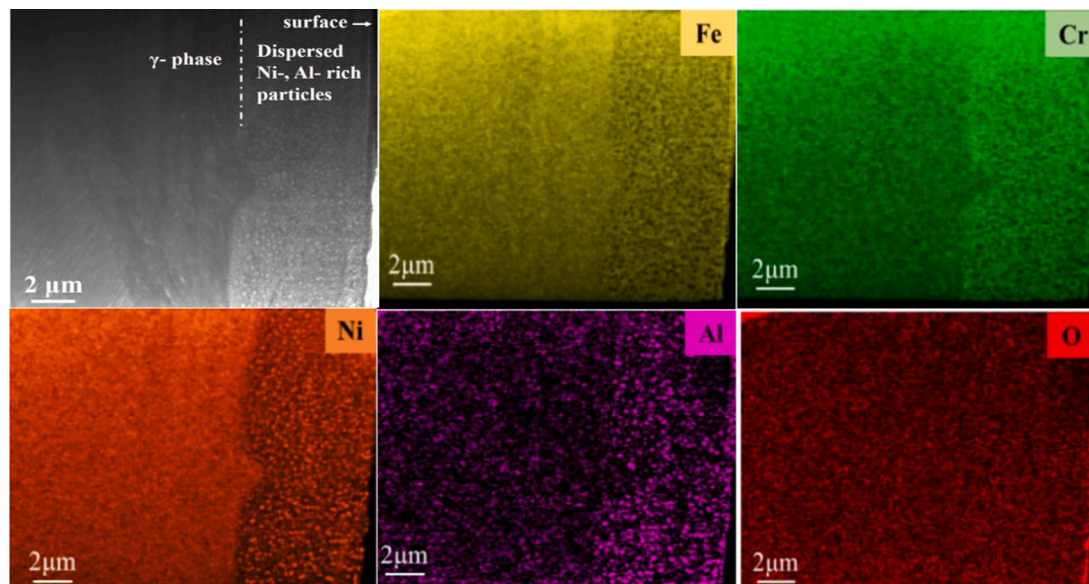 surface →
γ- phase
Dispersed
Ni-, Al- rich
particles
2 μm
Fe
2μm
Cr
2μm
Ni
2μm
Al
2μm
O
2μm